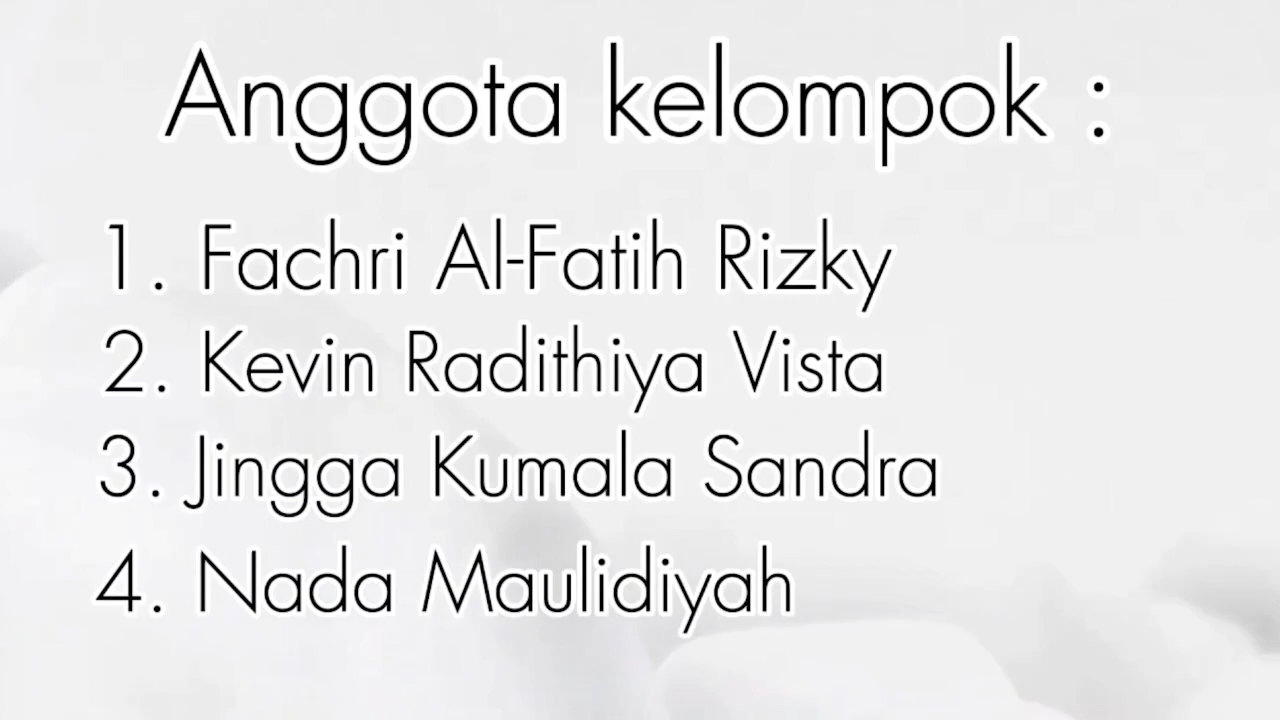 Anggota kelompok :
1. Fachri Al-Fatih Rizky
2. Kevin Radithiya Vista
3. Jingga Kumala Sandra
4. Nada Maulidiyah